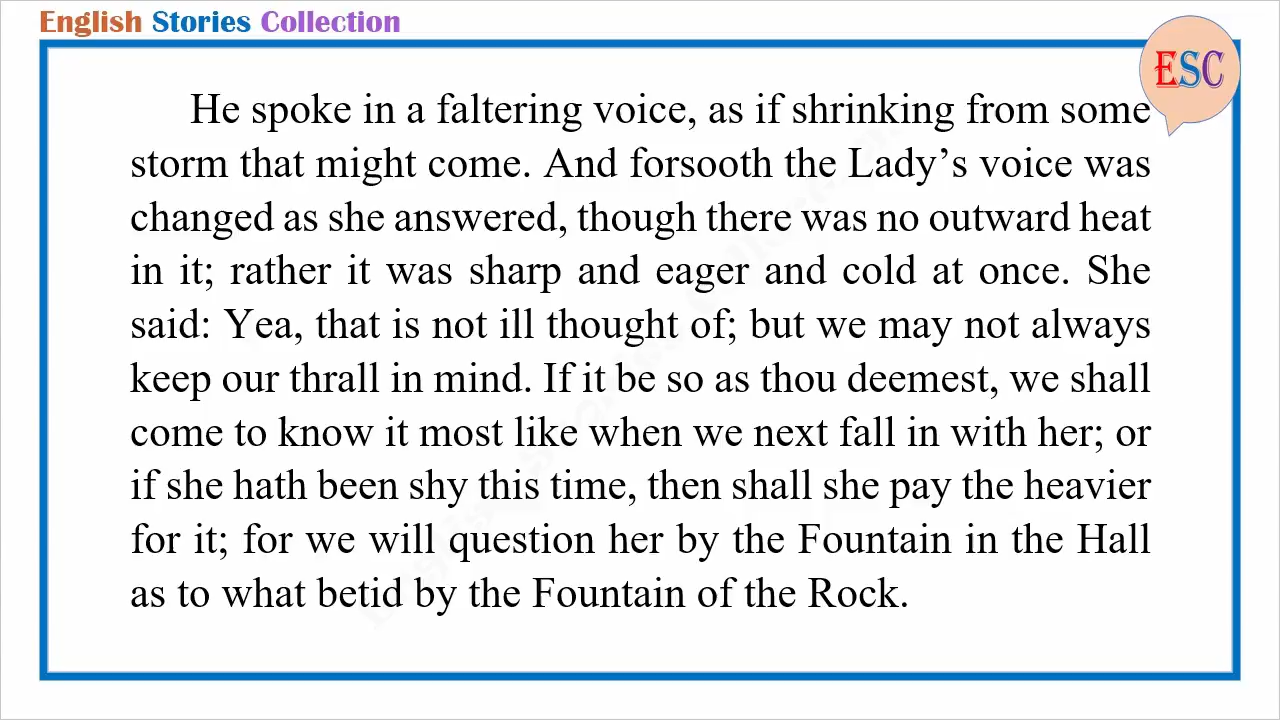 English Stories Collection
ESC
He spoke in a faltering voice, as if shrinking from some
storm that might come. And forsooth the Lady’s voice was
changed as she answered, though there was no outward heat
in it; rather it was sharp and eager and cold at once. She
said: Yea, that is not ill thought of; but we may not always
keep our thrall in mind. If it be so as thou deemest, we shall
come to know it most like when we next fall in with her; or
if she hath been shy this time, then shall she pay the heavier
for it; for we will question her by the Fountain in the Hall
as to what betid by the Fountain of the Rock.